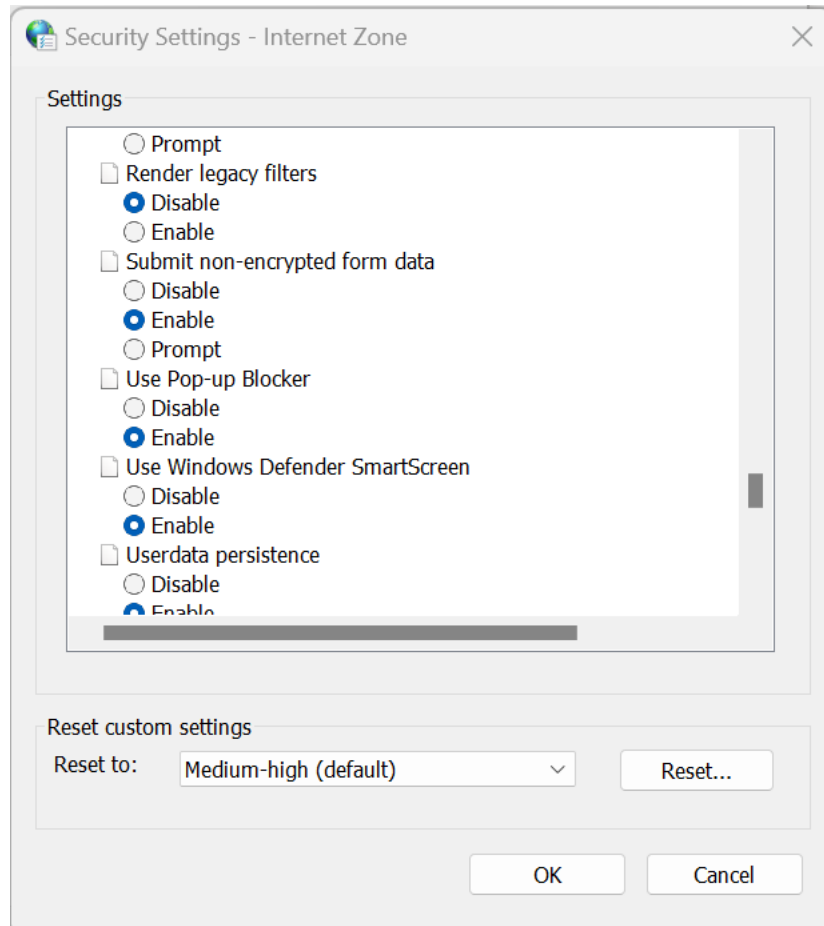 Security Settings - Internet Zone
Settings
Prompt
Render legacy filters
Disable
Enable
Submit non-encrypted form data
Disable
Enable
Prompt
Use Pop-up Blocker
Disable
Enable
Use Windows Defender SmartScreen
Disable
Enable
Userdata persistence
Disable
Enable
Reset custom settings
Reset to:
Medium-high (default)
Reset...
OK
Cancel